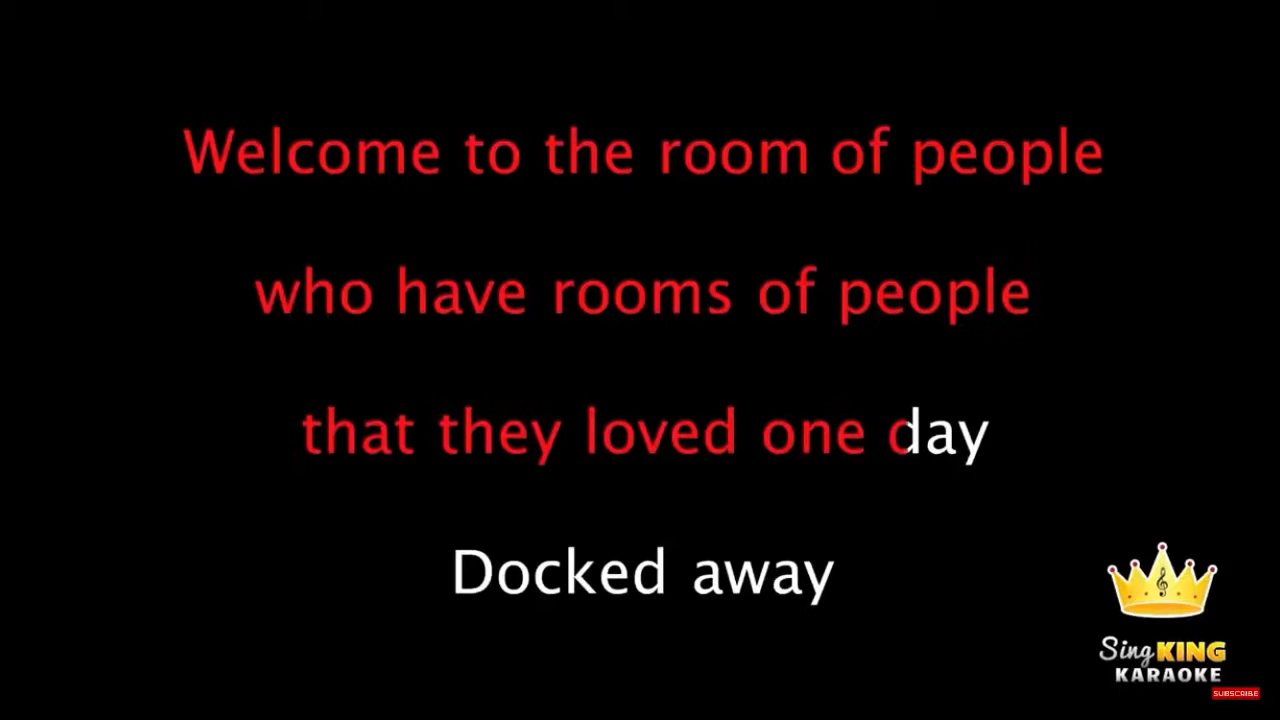 Welcome to the room of people
who have rooms of people
that they loved one day
Docked away
Sing KING
KARAOKE
SUBSCRIBE